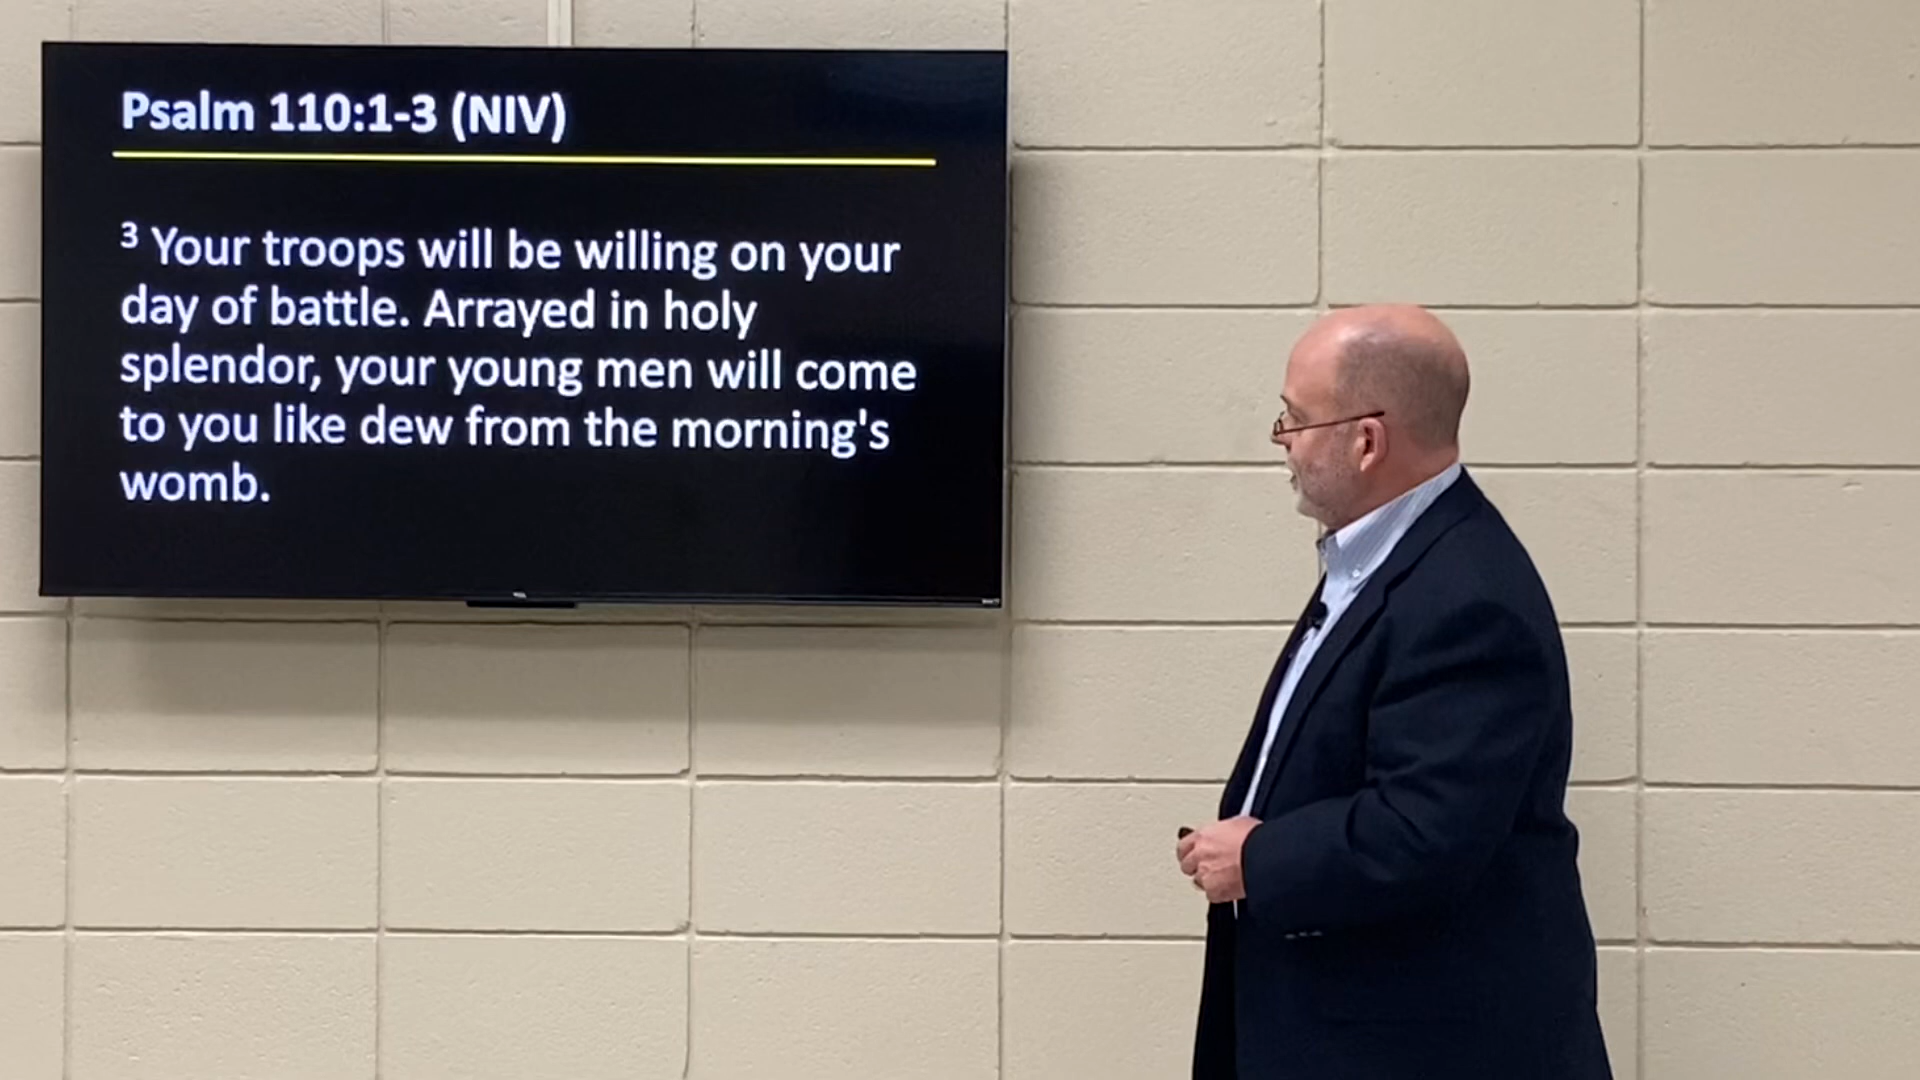 Psalm 110:1-3 (NIV)
3 Your troops will be willing on your
day of battle. Arrayed in holy
splendor, your young men will come
to you like dew from the morning's
womb.
TCL